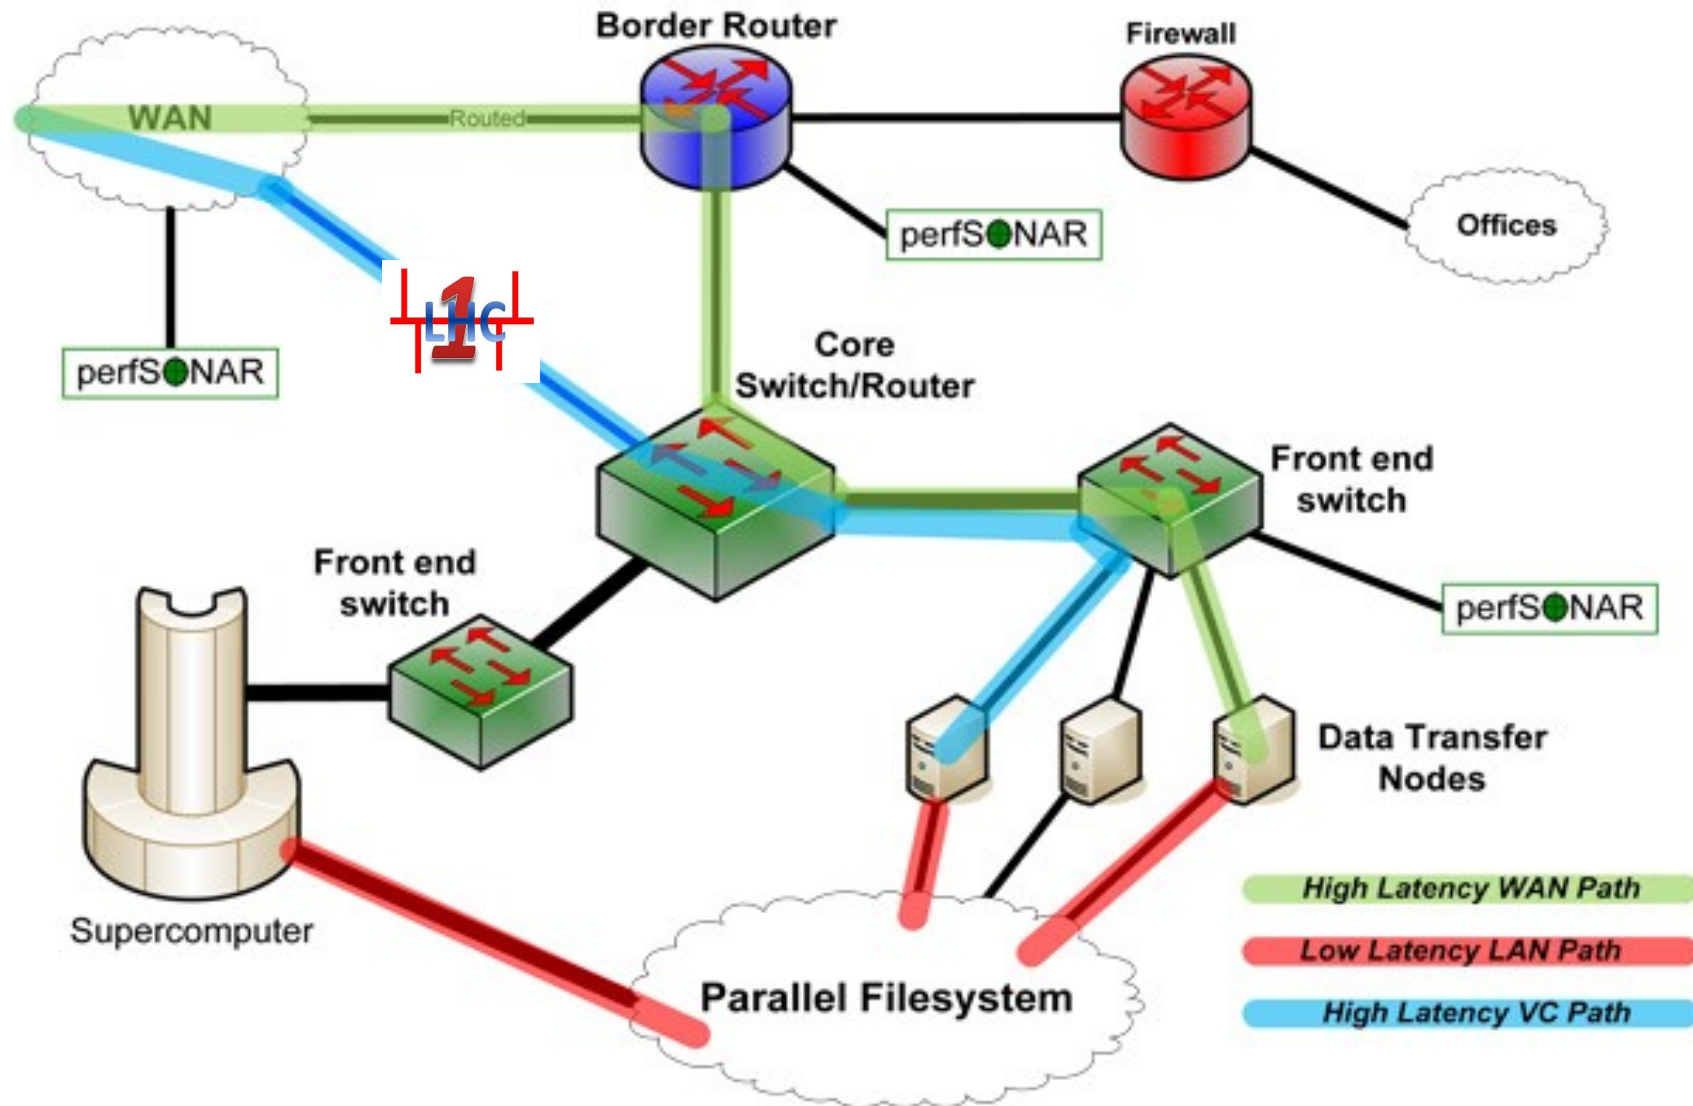 Border Router
Firewall
WAN
Routed
perfSONAR
Offices
LHC
1
perfSONAR
Core
Switch/Router
Front end
switch
Front end
switch
perfSONAR
Data Transfer
Nodes
Supercomputer
Parallel Filesystem
High Latency WAN Path
Low Latency LAN Path
High Latency VC Path